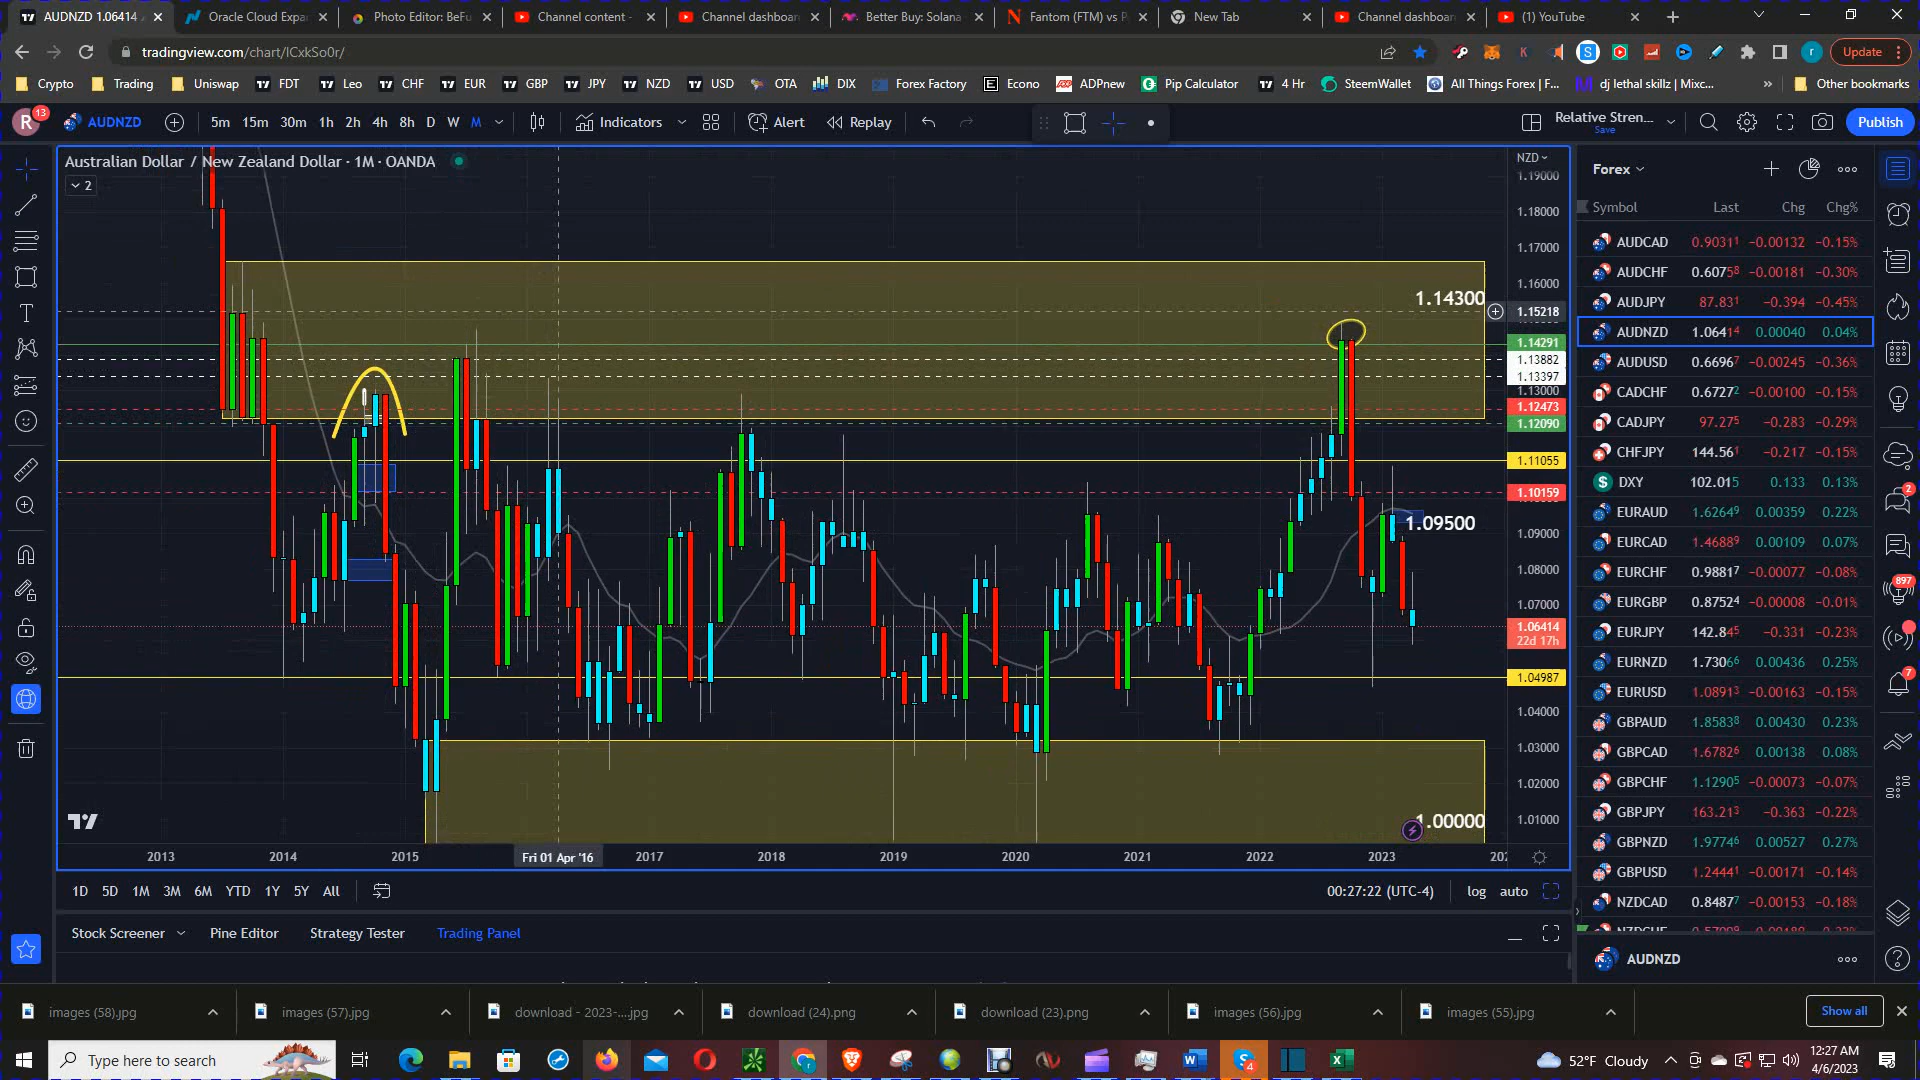 AUDNZD 1.06414
Oracle Cloud Expa
Photo Editor: BeFu
Channel content -
Channel dashboar
Better Buy: Solana
Fantom (FTM) vs P
New Tab
Channel dashboar
(1) YouTube
tradingview.com/chart/lCxkSo0r/
Update
Crypto Trading Uniswap FDT Leo CHF EUR GBP JPY NZD USD OTA DIX Forex Factory Econo ADPnew Pip Calculator 4 Hr SteemWallet All Things Forex | F... dj lethal skillz | Mixc... » Other bookmarks
R 13 AUDNZD 5m 15m 30m 1h 2h 4h 8h D W M Indicators Alert Replay Relative Stren... Save Publish
Australian Dollar / New Zealand Dollar · 1M · OANDA
2
NZD
1.19000
1.18000
1.17000
1.16000
1.14300
1.15218
1.14291
1.13882
1.13397
1.13000
1.12473
1.12090
1.11055
1.10159
1.09500
1.09000
1.08000
1.07000
1.06414
22d 17h
1.04987
1.04000
1.03000
1.02000
1.01000
1.00000
2013 2014 2015 Fri 01 Apr '16 2017 2018 2019 2020 2021 2022 2023 202
1D 5D 1M 3M 6M YTD 1Y 5Y All 00:27:22 (UTC-4) log auto
Stock Screener Pine Editor Strategy Tester Trading Panel
Forex
Symbol Last Chg Chg%
AUDCAD 0.90311 −0.00132 −0.15%
AUDCHF 0.60758 −0.00181 −0.30%
AUDJPY 87.831 −0.394 −0.45%
AUDNZD 1.06414 0.00040 0.04%
AUDUSD 0.66967 −0.00245 −0.36%
CADCHF 0.67272 −0.00100 −0.15%
CADJPY 97.275 −0.283 −0.29%
CHFJPY 144.561 −0.217 −0.15%
DXY 102.015 0.133 0.13%
EURAUD 1.62649 0.00359 0.22%
EURCAD 1.46889 0.00109 0.07%
EURCHF 0.98817 −0.00077 −0.08%
EURGBP 0.87524 −0.00008 −0.01%
EURJPY 142.845 −0.331 −0.23%
EURNZD 1.73066 0.00436 0.25%
EURUSD 1.08913 −0.00163 −0.15%
GBPAUD 1.85838 0.00430 0.23%
GBPCAD 1.67826 0.00138 0.08%
GBPCHF 1.12905 −0.00073 −0.07%
GBPJPY 163.213 −0.363 −0.22%
GBPNZD 1.97746 0.00527 0.27%
GBPUSD 1.24441 −0.00171 −0.14%
NZDCAD 0.84877 −0.00153 −0.18%
AUDNZD
2
897
7
images (58).jpg
images (57).jpg
download - 2023-....jpg
download (24).png
download (23).png
images (56).jpg
images (55).jpg
Show all
Type here to search
4
52°F Cloudy
12:27 AM
4/6/2023